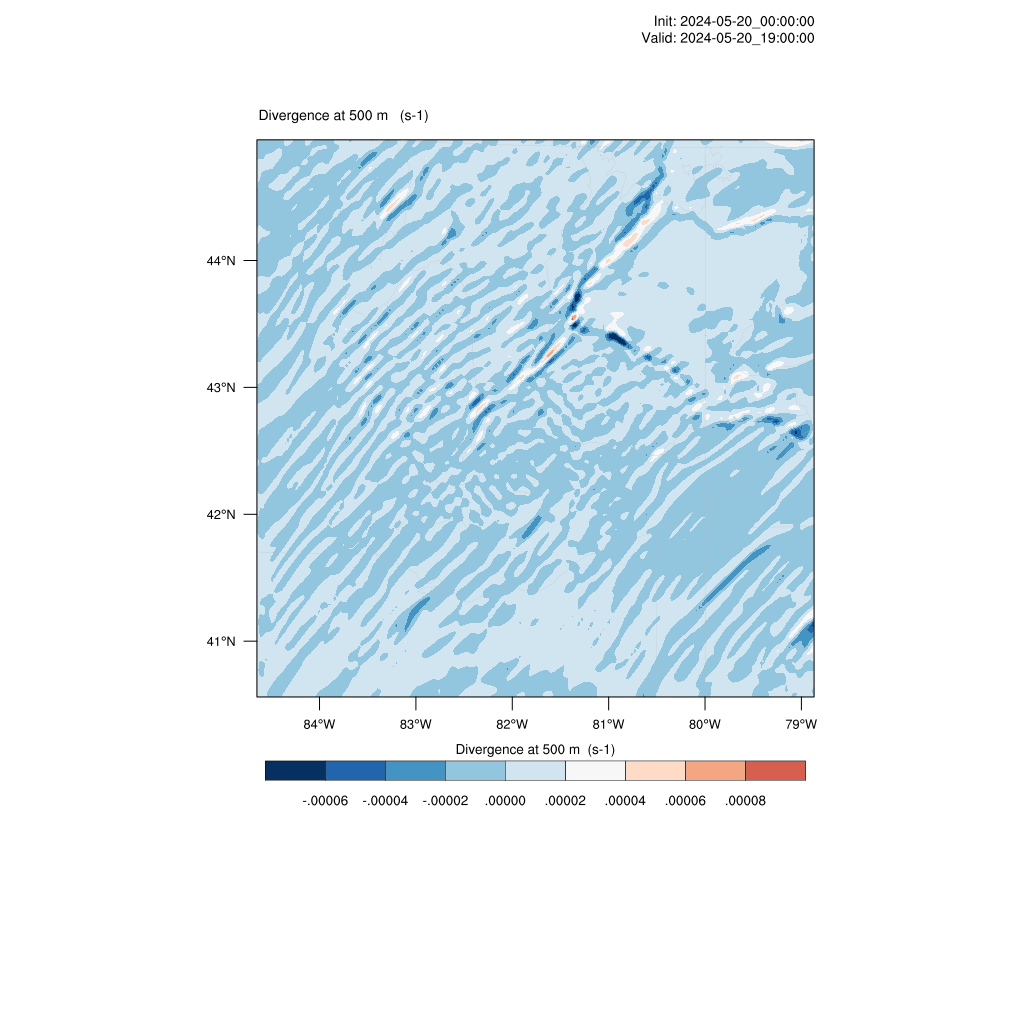 Init: 2024-05-20_00:00:00
Valid: 2024-05-20_19:00:00
Divergence at 500 m (s-1)
44°N
43°N
42°N
41°N
84°W 83°W 82°W 81°W 80°W 79°W
Divergence at 500 m (s-1)
-.00006 -.00004 -.00002 .00000 .00002 .00004 .00006 .00008